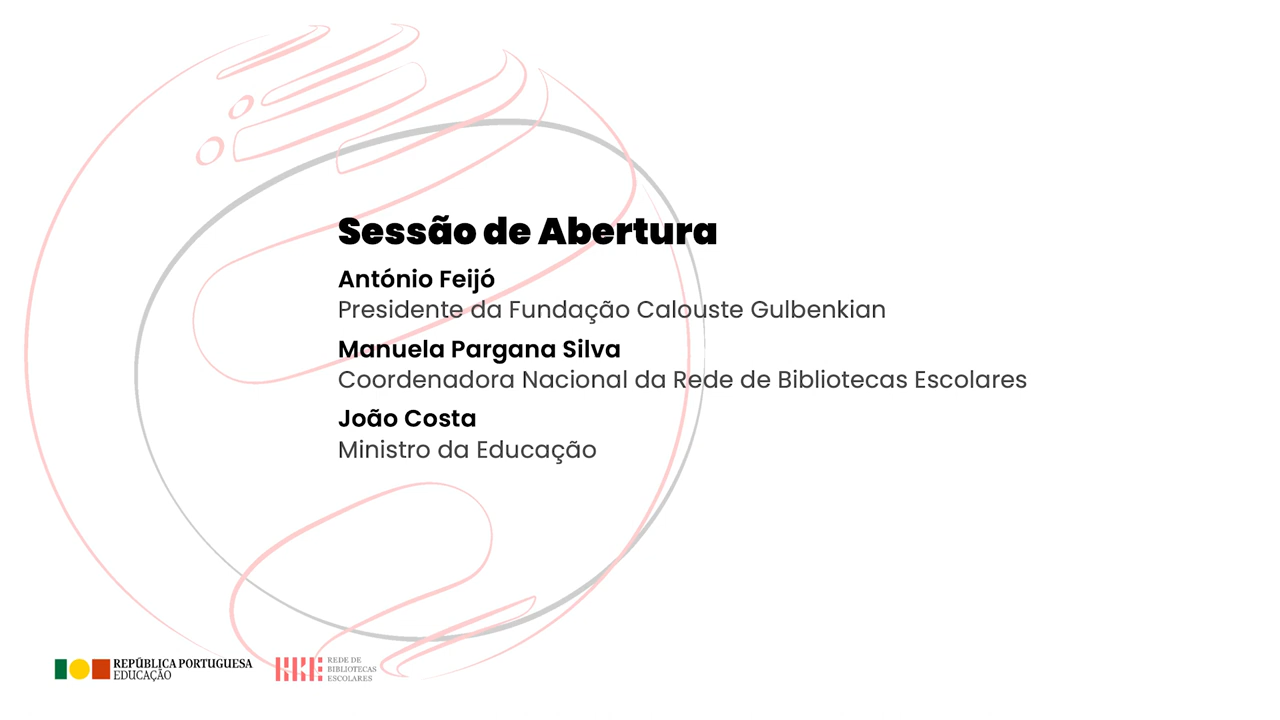 Sessão de Abertura
António Feijó
Presidente da Fundação Calouste Gulbenkian
Manuela Pargana Silva
Coordenadora Nacional da Rede de Bibliotecas Escolares
João Costa
Ministro da Educação
REPÚBLICA PORTUGUESA
EDUCAÇÃO
RBE
REDE DE
BIBLIOTECAS
ESCOLARES